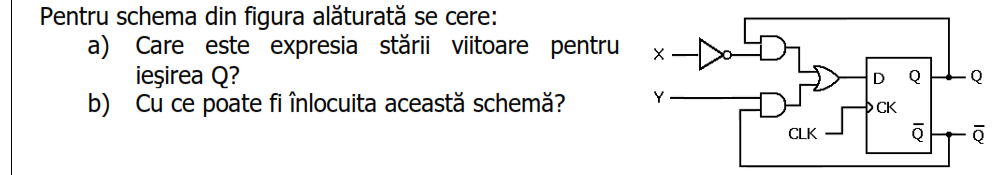 Pentru schema din figura alăturată se cere:
a) Care este expresia stării viitoare pentru
ieşirea Q?
b) Cu ce poate fi înlocuita această schemă?
X
Y
CLK
D Q
CK
Q̅
Q
Q̅